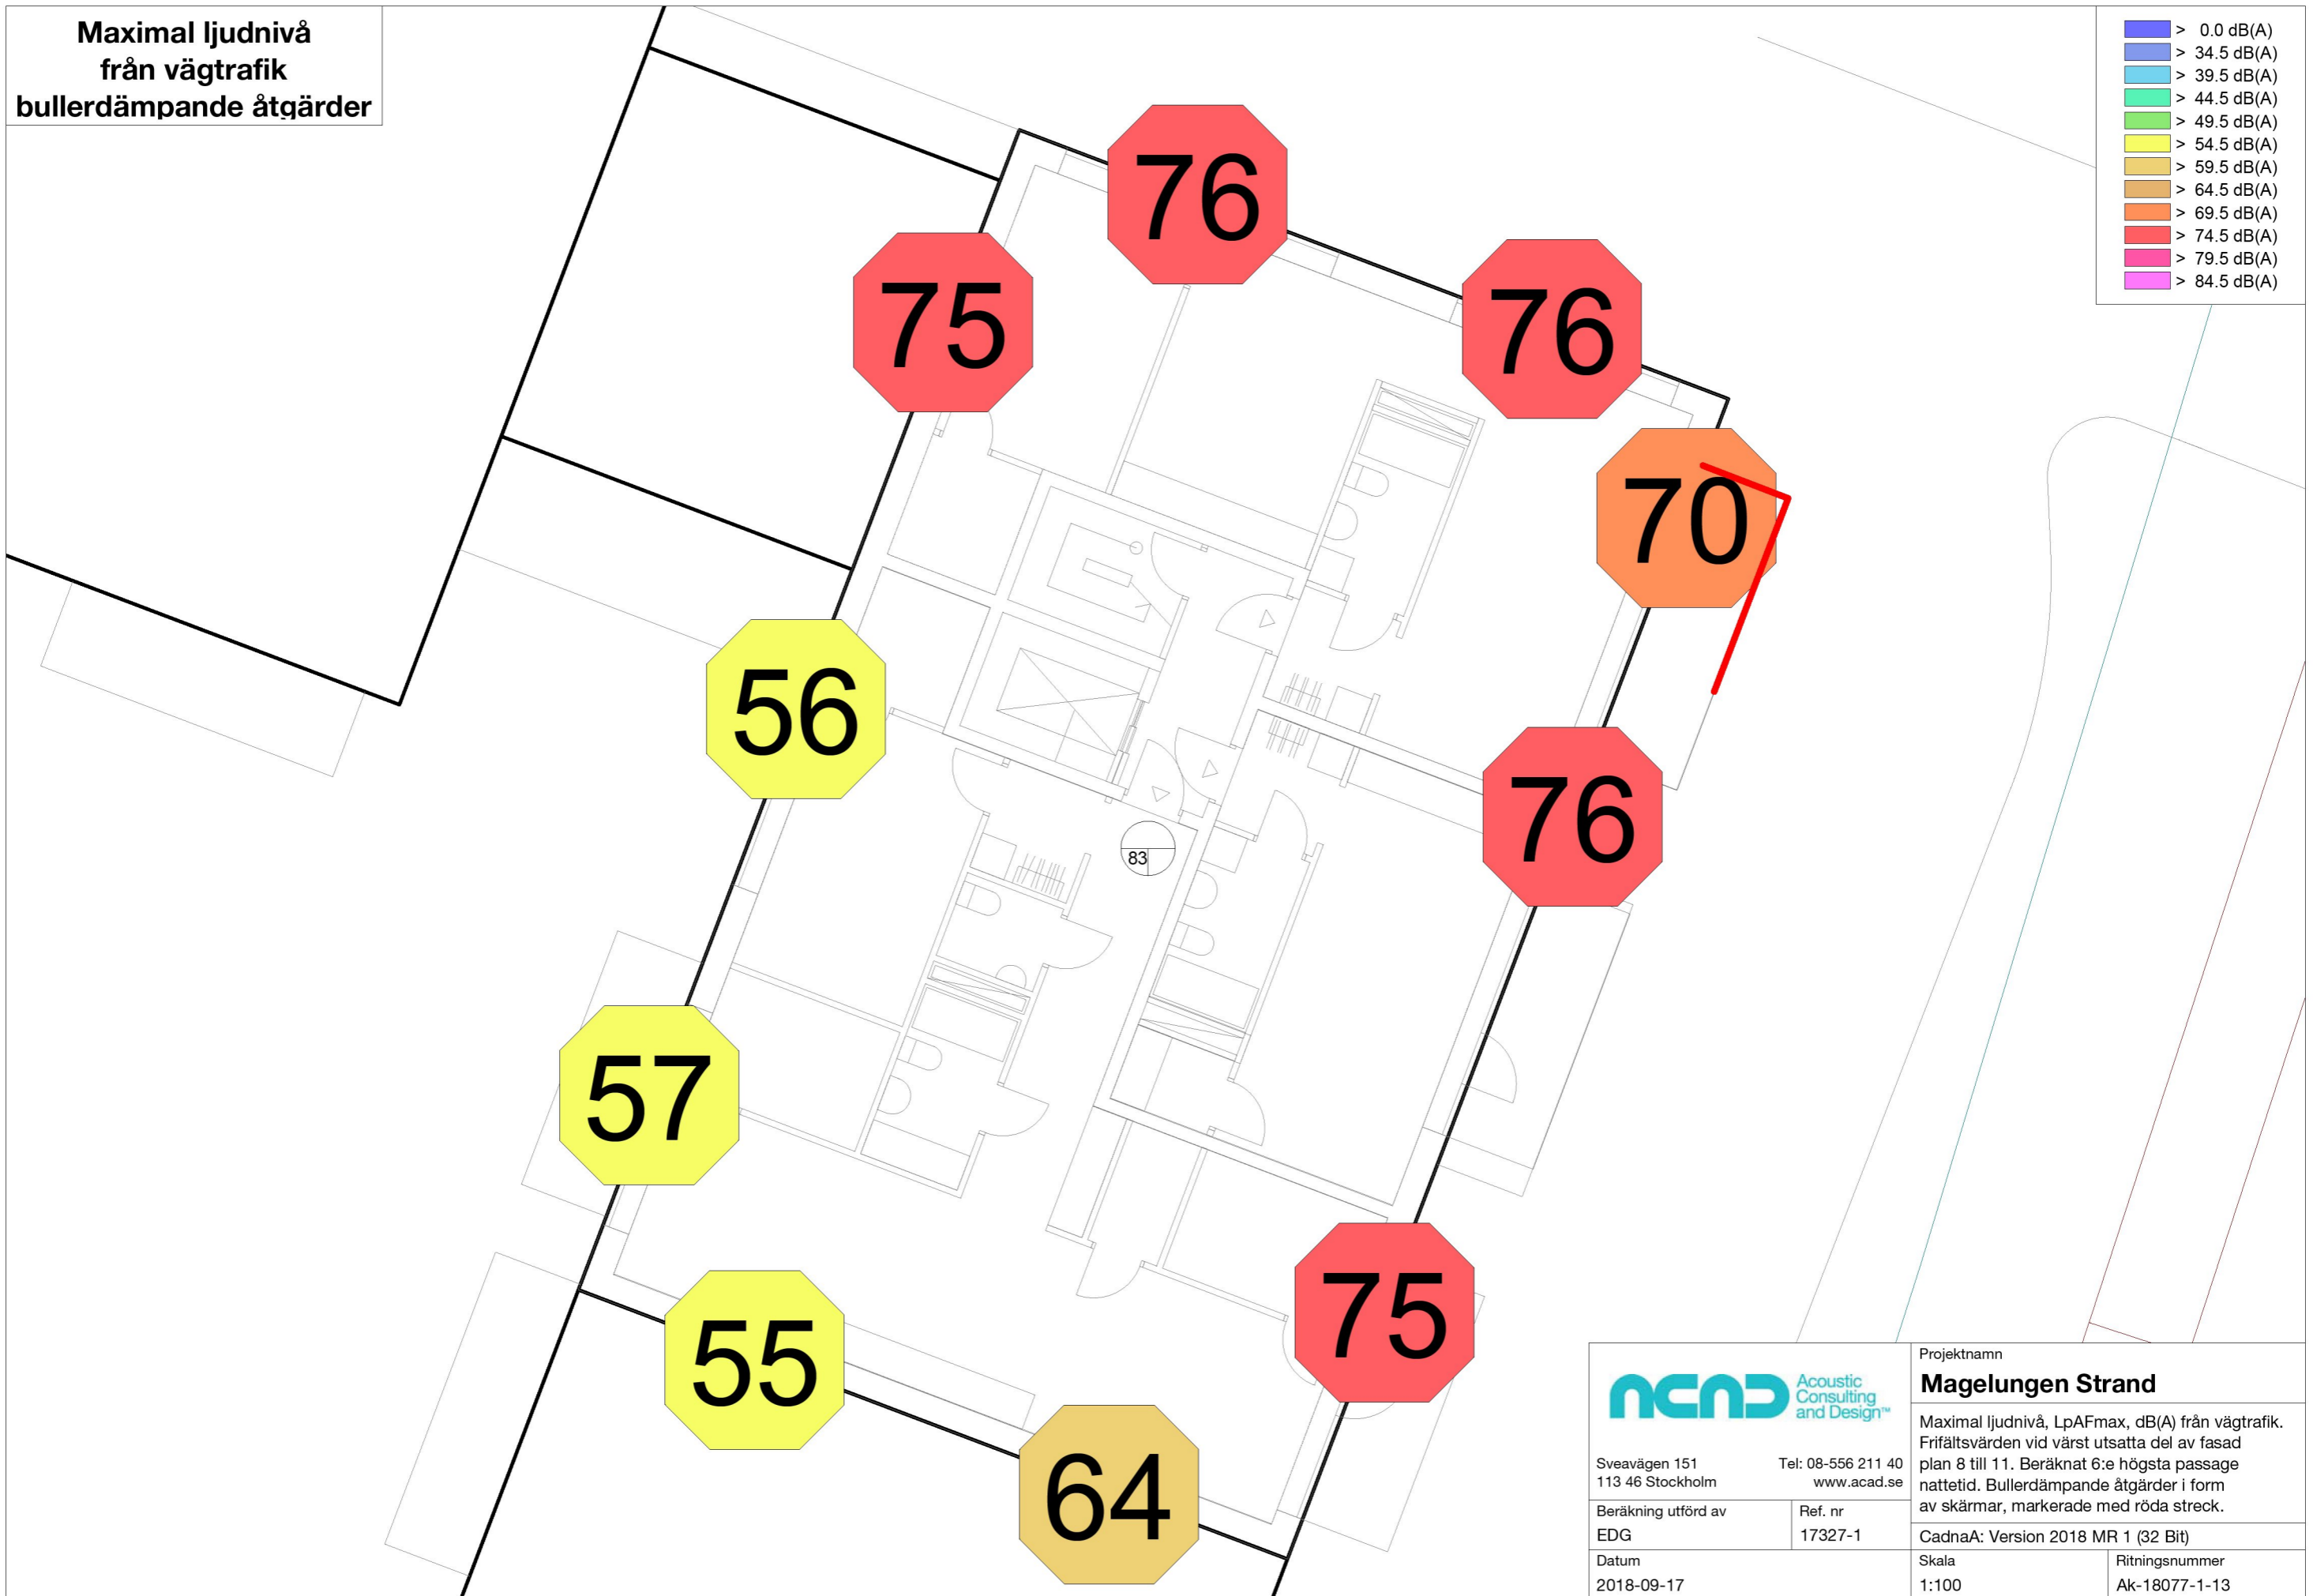 Maximal ljudnivå
från vägtrafik
bullerdämpande åtgärder
> 0.0 dB(A)
> 34.5 dB(A)
> 39.5 dB(A)
> 44.5 dB(A)
> 49.5 dB(A)
> 54.5 dB(A)
> 59.5 dB(A)
> 64.5 dB(A)
> 69.5 dB(A)
> 74.5 dB(A)
> 79.5 dB(A)
> 84.5 dB(A)
76
75
76
70
56
76
83
57
75
55
64
acad Acoustic
Consulting
and Design™
Sveavägen 151 Tel: 08-556 211 40
113 46 Stockholm www.acad.se
Beräkning utförd av Ref. nr
EDG 17327-1
Datum
2018-09-17
Projektnamn
Magelungen Strand
Maximal ljudnivå, LpAFmax, dB(A) från vägtrafik.
Frifältsvärden vid värst utsatta del av fasad
plan 8 till 11. Beräknat 6:e högsta passage
nattetid. Bullerdämpande åtgärder i form
av skärmar, markerade med röda streck.
CadnaA: Version 2018 MR 1 (32 Bit)
Skala Ritningsnummer
1:100 Ak-18077-1-13